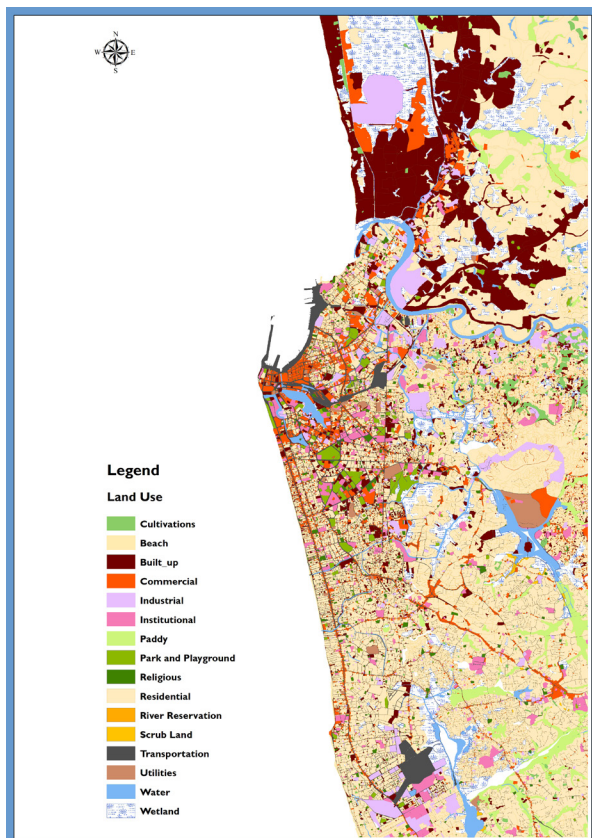 N
W E
S
Legend
Land Use
Cultivations
Beach
Built_up
Commercial
Industrial
Institutional
Paddy
Park and Playground
Religious
Residential
River Reservation
Scrub Land
Transportation
Utilities
Water
Wetland